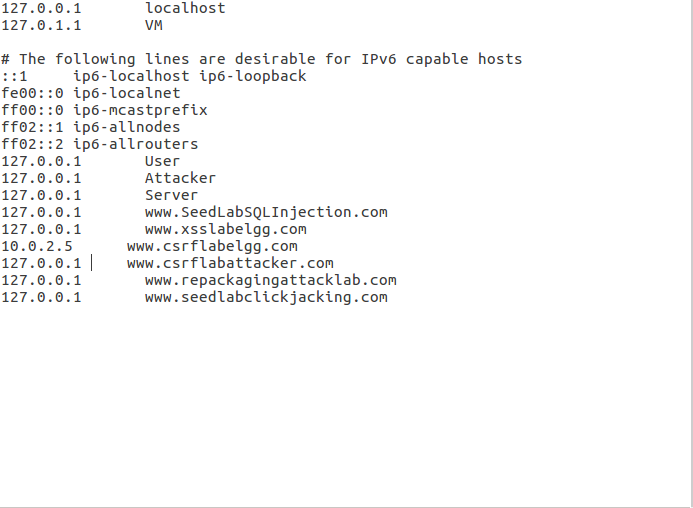 127.0.0.1       localhost
127.0.1.1       VM

# The following lines are desirable for IPv6 capable hosts
::1     ip6-localhost ip6-loopback
fe00::0 ip6-localnet
ff00::0 ip6-mcastprefix
ff02::1 ip6-allnodes
ff02::2 ip6-allrouters
127.0.0.1       User
127.0.0.1       Attacker
127.0.0.1       Server
127.0.0.1       www.SeedLabSQLInjection.com
127.0.0.1       www.xsslabelgg.com
10.0.2.5      www.csrflabelgg.com
127.0.0.1     www.csrflabattacker.com
127.0.0.1       www.repackagingattacklab.com
127.0.0.1       www.seedlabclickjacking.com